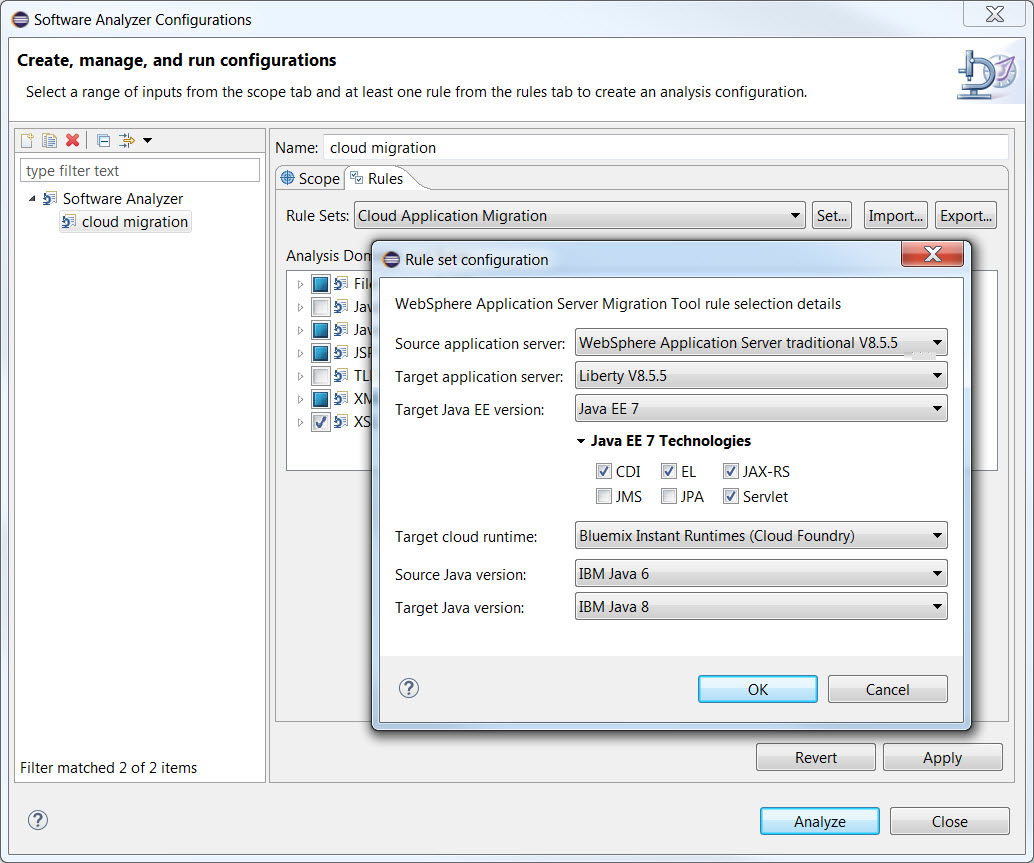 Software Analyzer Configurations
Create, manage, and run configurations
Select a range of inputs from the scope tab and at least one rule from the rules tab to create an analysis configuration.
type filter text
Software Analyzer
cloud migration
Filter matched 2 of 2 items
Name: cloud migration
Scope Rules
Rule Sets: Cloud Application Migration Set... Import... Export...
Analysis Dom
File
Jav
Jav
JSP
TLD
XM
XS
Rule set configuration
WebSphere Application Server Migration Tool rule selection details
Source application server: WebSphere Application Server traditional V8.5.5
Target application server: Liberty V8.5.5
Target Java EE version: Java EE 7
Java EE 7 Technologies
CDI EL JAX-RS
JMS JPA Servlet
Target cloud runtime: Bluemix Instant Runtimes (Cloud Foundry)
Source Java version: IBM Java 6
Target Java version: IBM Java 8
? OK Cancel
Revert Apply
? Analyze Close